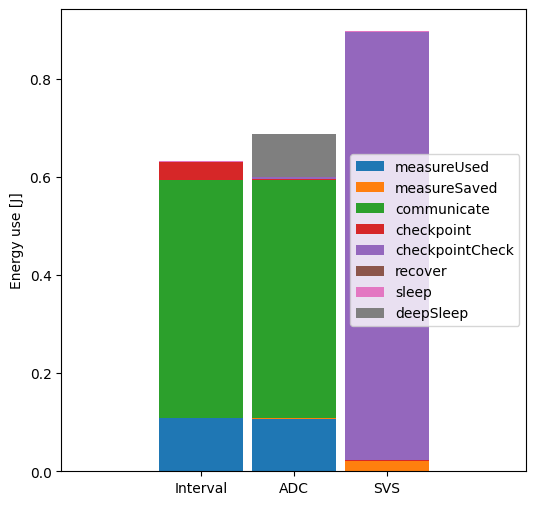 Energy use [J]
0.8
0.6
0.4
0.2
0.0
Interval
ADC
SVS
measureUsed
measureSaved
communicate
checkpoint
checkpointCheck
recover
sleep
deepSleep